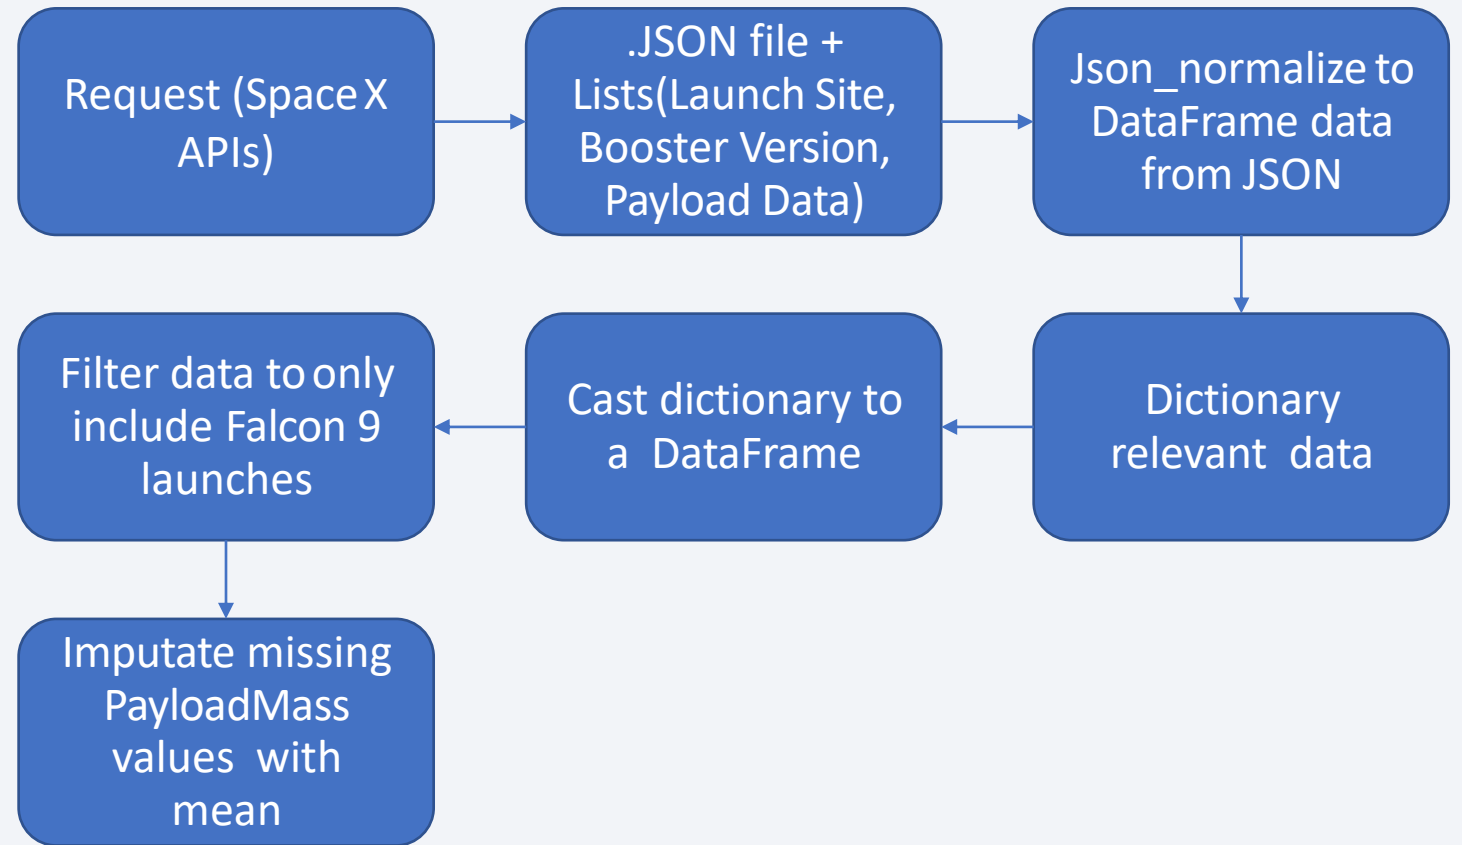 Request (Space X
APIs)
.JSON file +
Lists(Launch Site,
Booster Version,
Payload Data)
Json_normalize to
DataFrame data
from JSON
Dictionary
relevant data
Cast dictionary to
a DataFrame
Filter data to only
include Falcon 9
launches
Imputate missing
PayloadMass
values with
mean